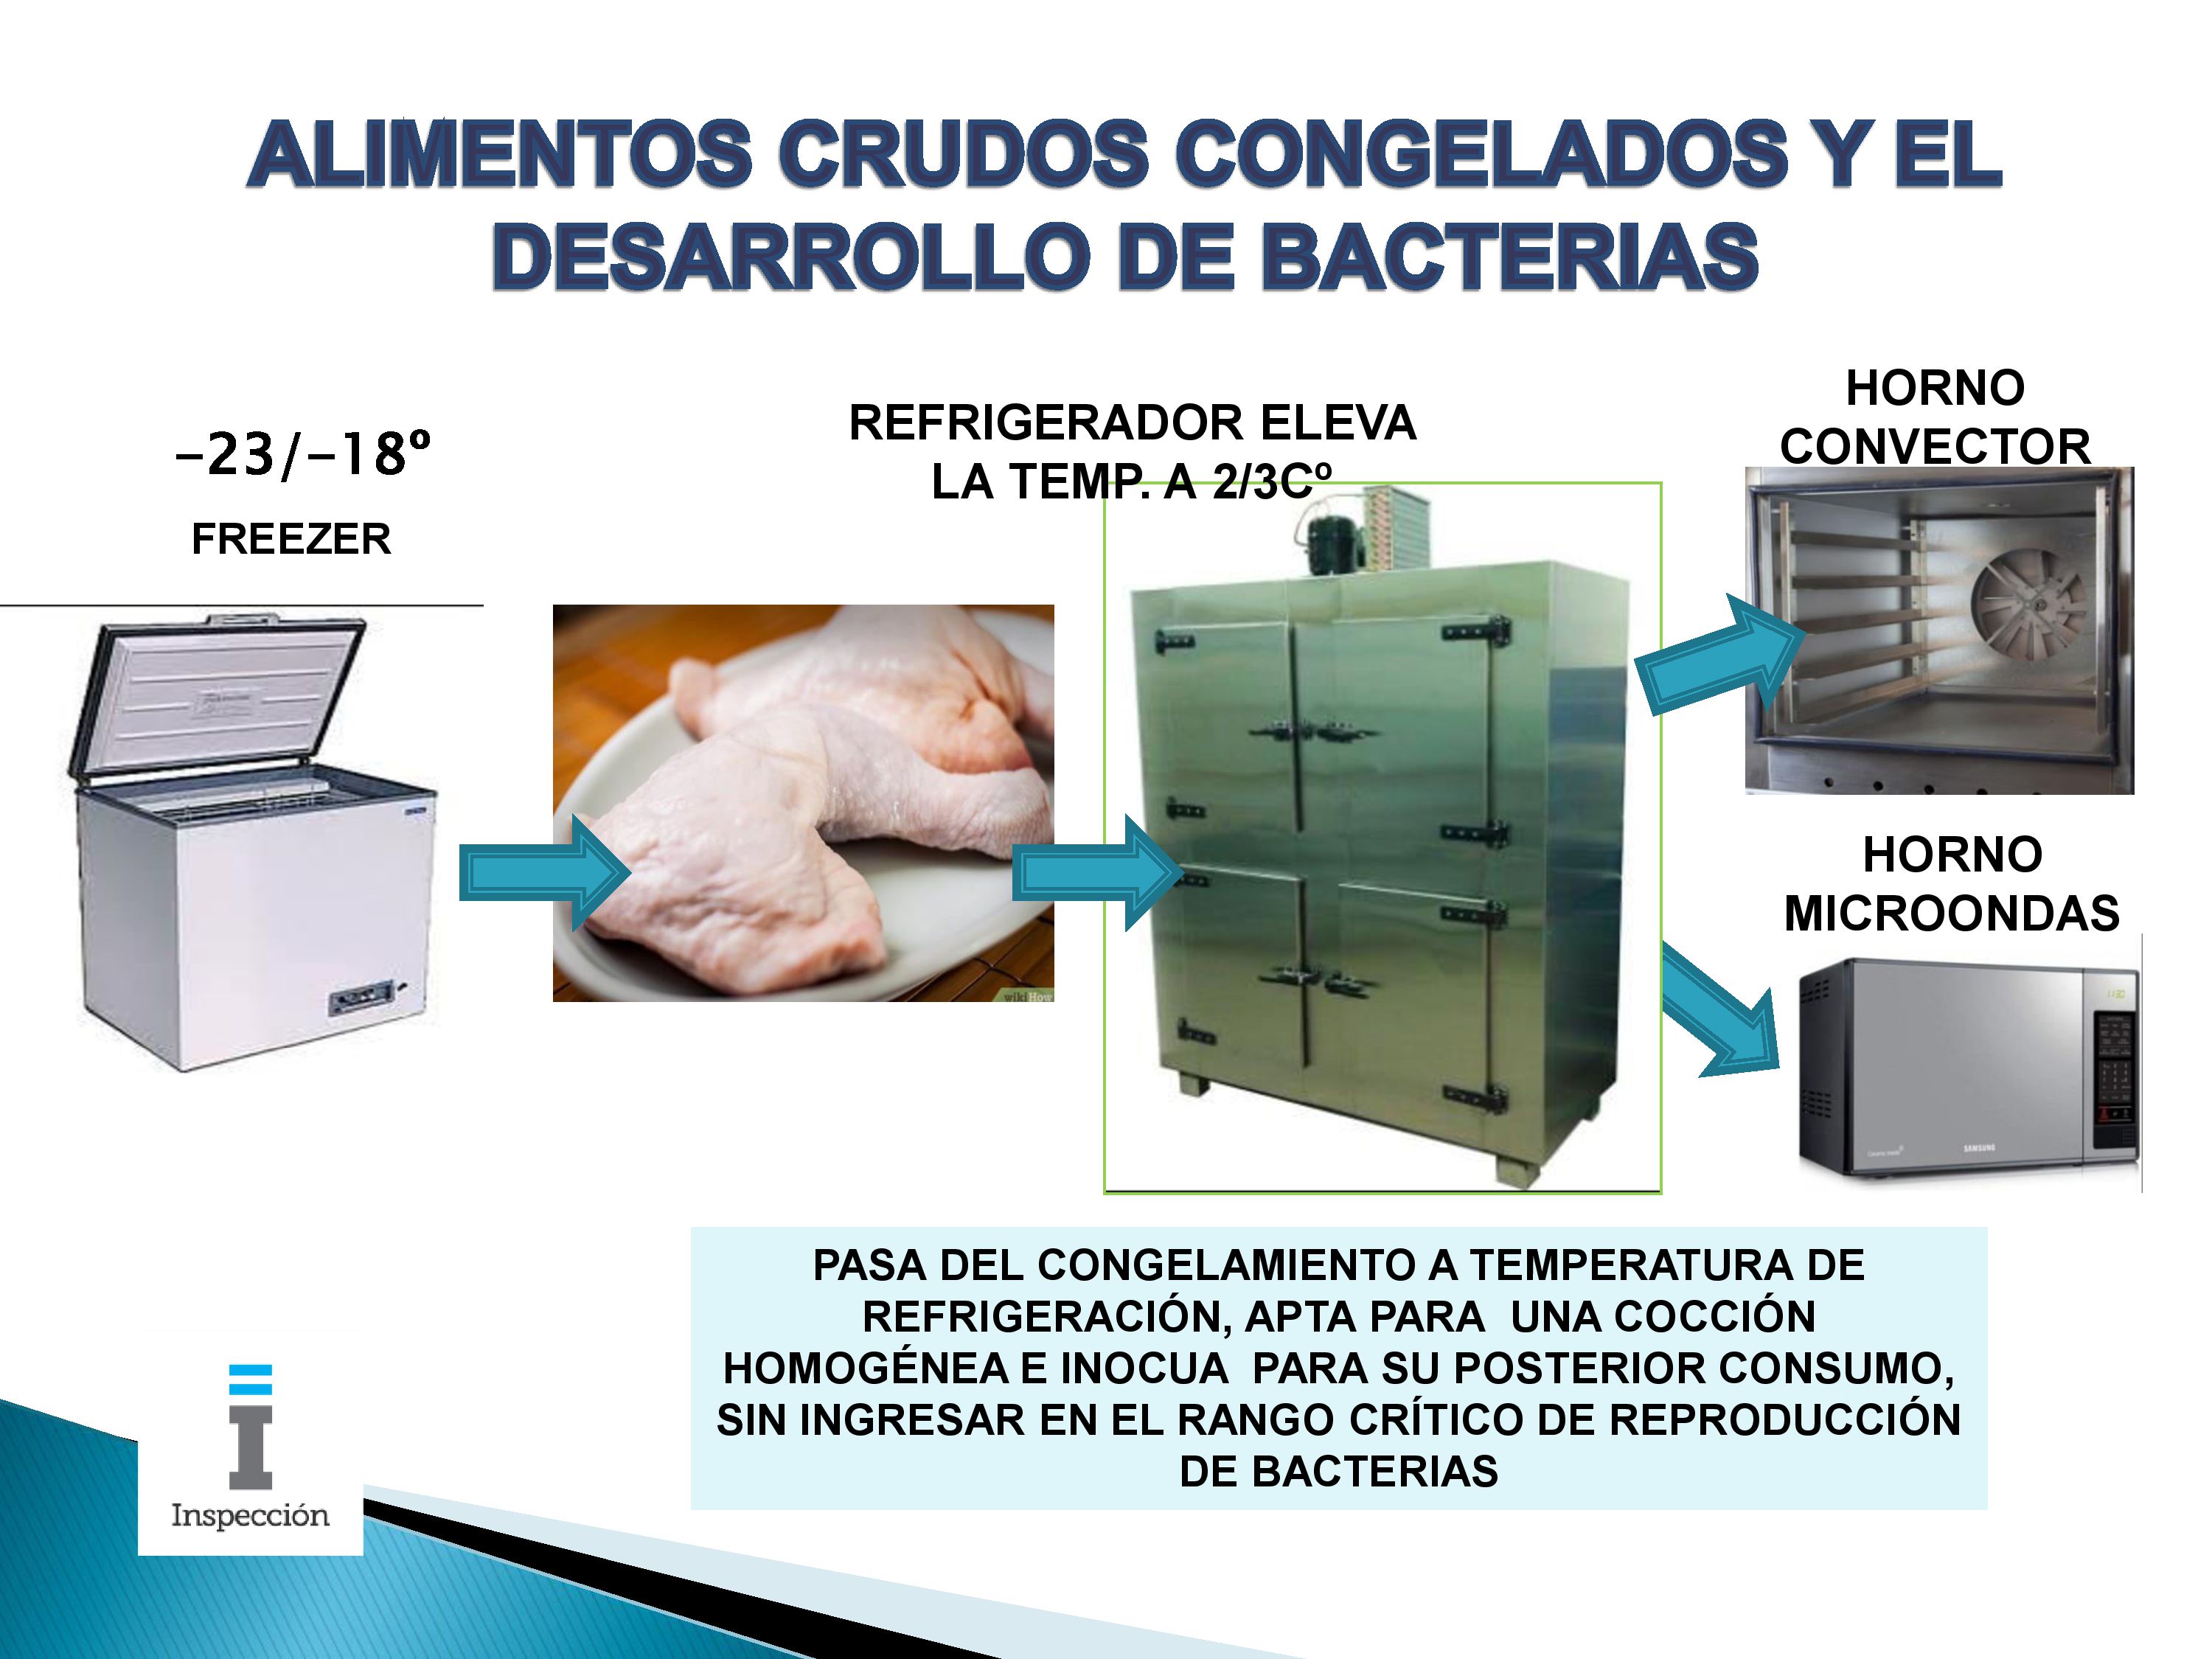 ALIMENTOS CRUDOS CONGELADOS Y EL
DESARROLLO DE BACTERIAS
-23/-18º
FREEZER
REFRIGERADOR ELEVA
LA TEMP. A 2/3Cº
HORNO
CONVECTOR
HORNO
MICROONDAS
wikiHow
SAMSUNG
PASA DEL CONGELAMIENTO A TEMPERATURA DE
REFRIGERACIÓN, APTA PARA UNA COCCIÓN
HOMOGÉNEA E INOCUA PARA SU POSTERIOR CONSUMO,
SIN INGRESAR EN EL RANGO CRÍTICO DE REPRODUCCIÓN
DE BACTERIAS
Inspección